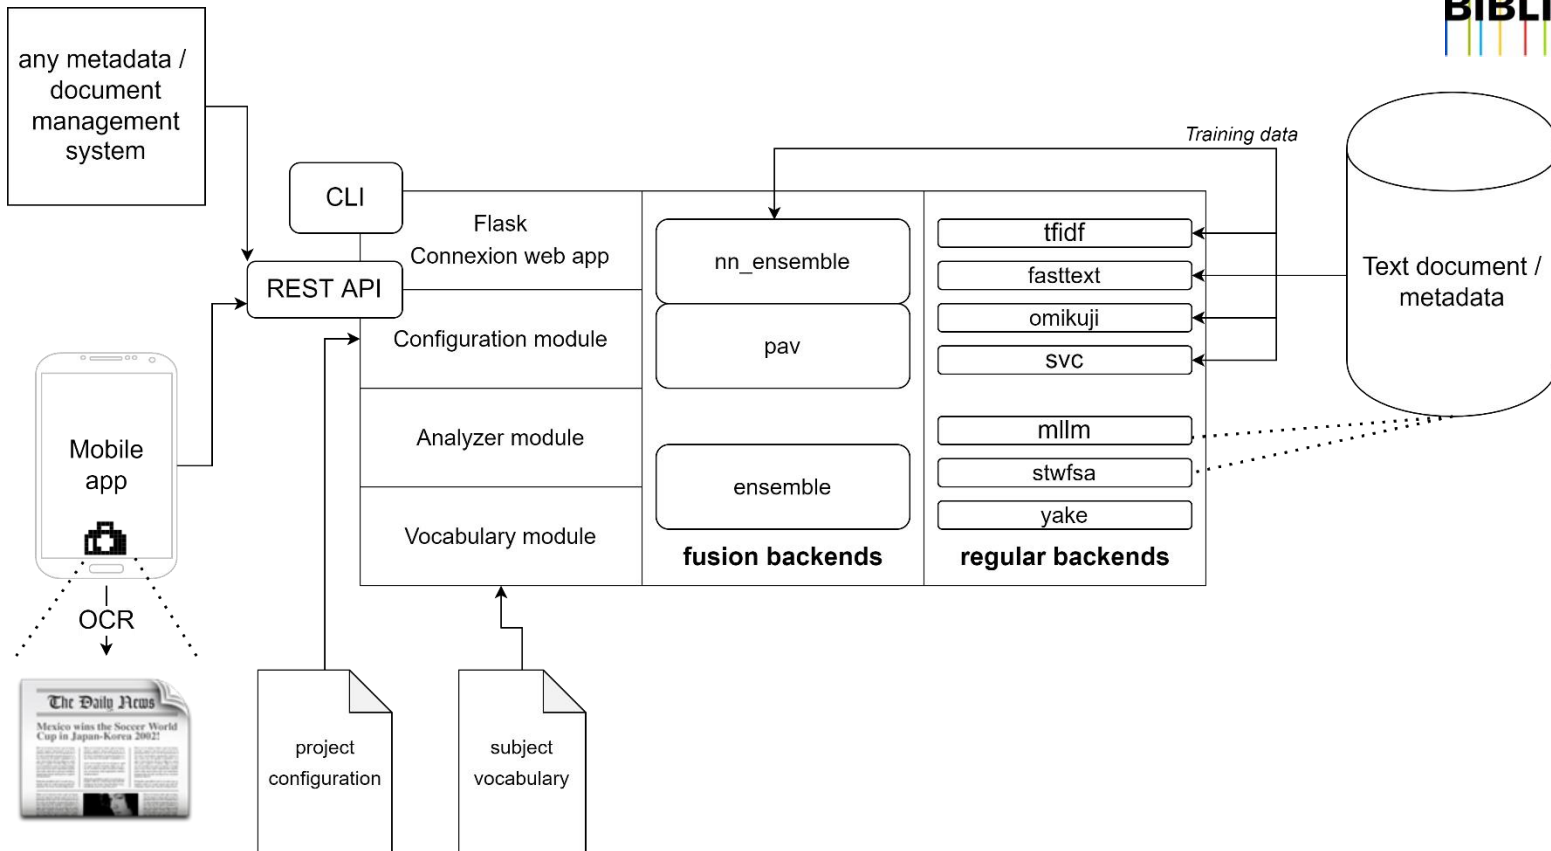 BIBLI
any metadata /
document
management
system
Training data
CLI
Flask
Connexion web app
REST API
Configuration module
Analyzer module
Vocabulary module
nn_ensemble
pav
ensemble
fusion backends
tfidf
fasttext
omikuji
svc
mllm
stwfsa
yake
regular backends
Text document /
metadata
Mobile
app
OCR
The Daily News
Mexico wins the Soccer World
Cup in Japan-Korea 2002!
project
configuration
subject
vocabulary